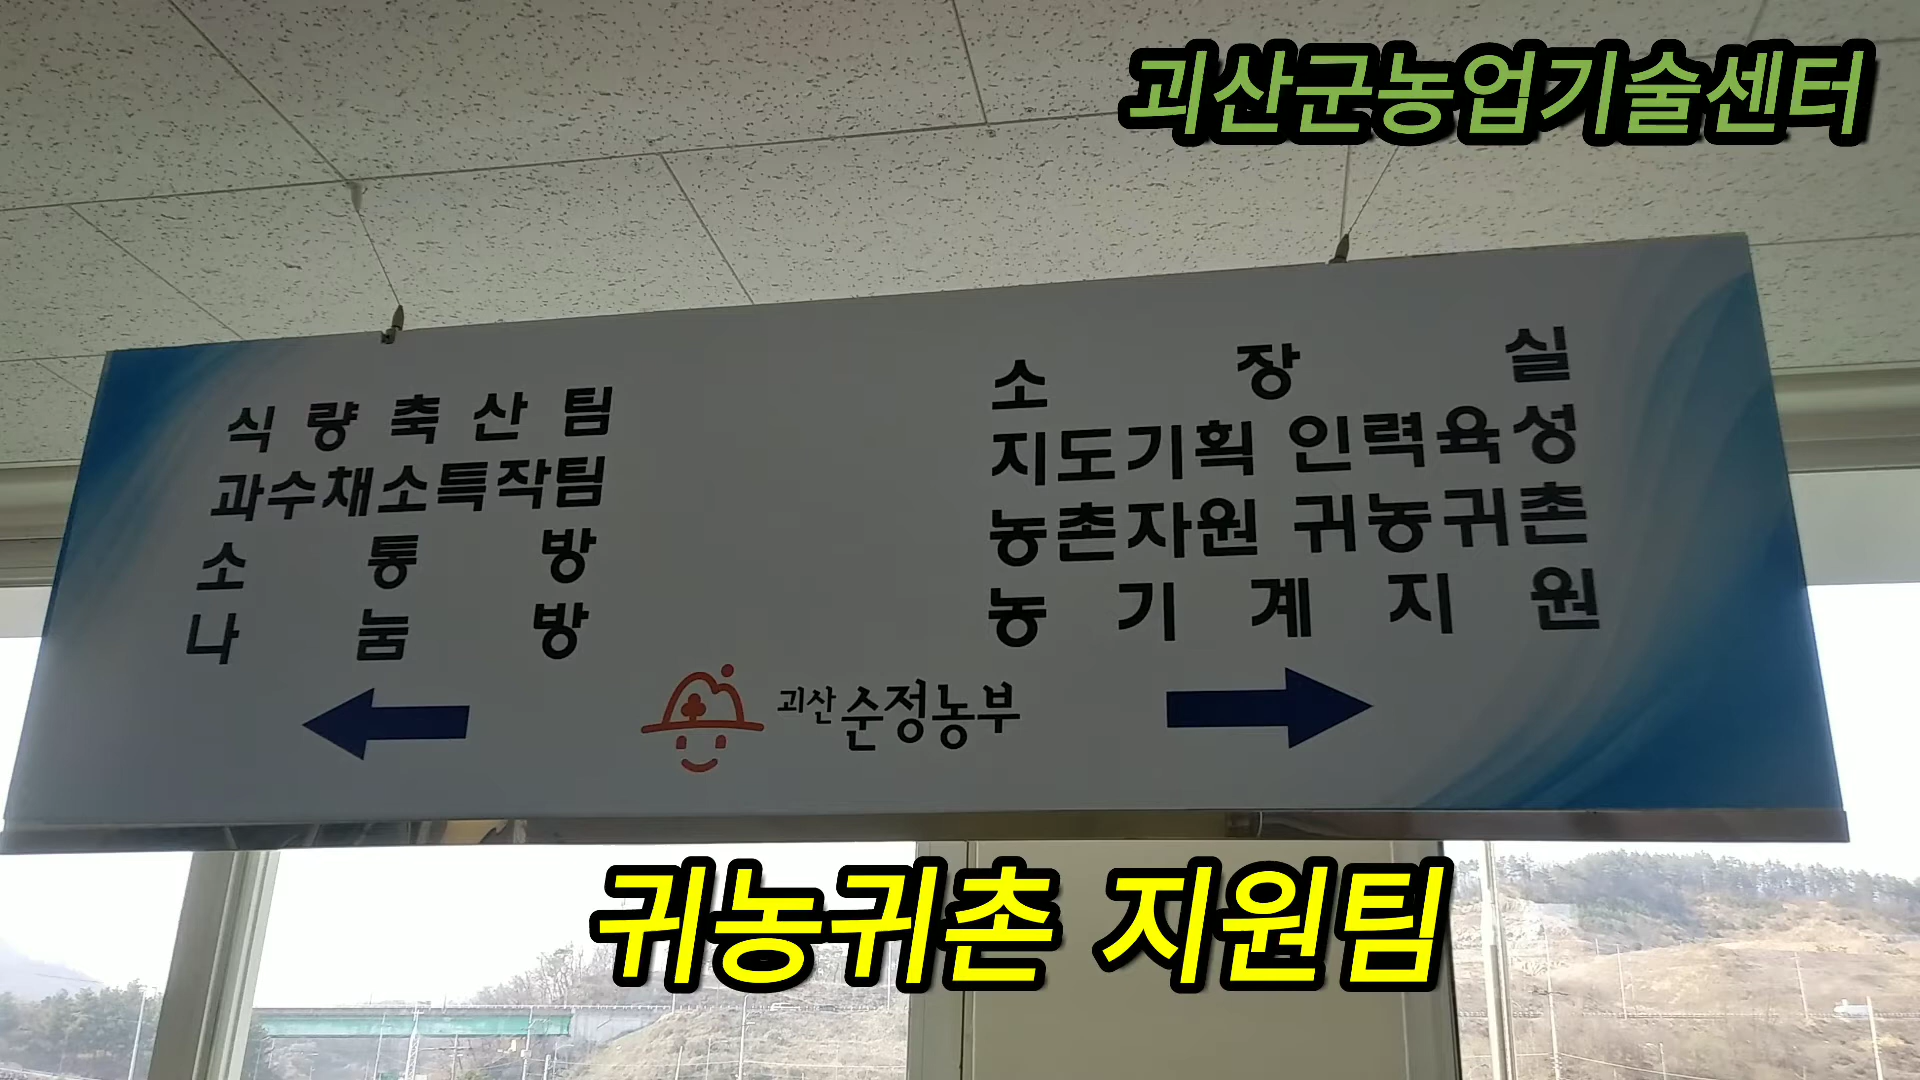 괴산군농업기술센터
식량축산팀
과수채소특작팀
소통방
나눔방
소장실
지도기획 인력육성
농촌자원 귀농귀촌
농기계지원
괴산 순정농부
귀농귀촌 지원팀